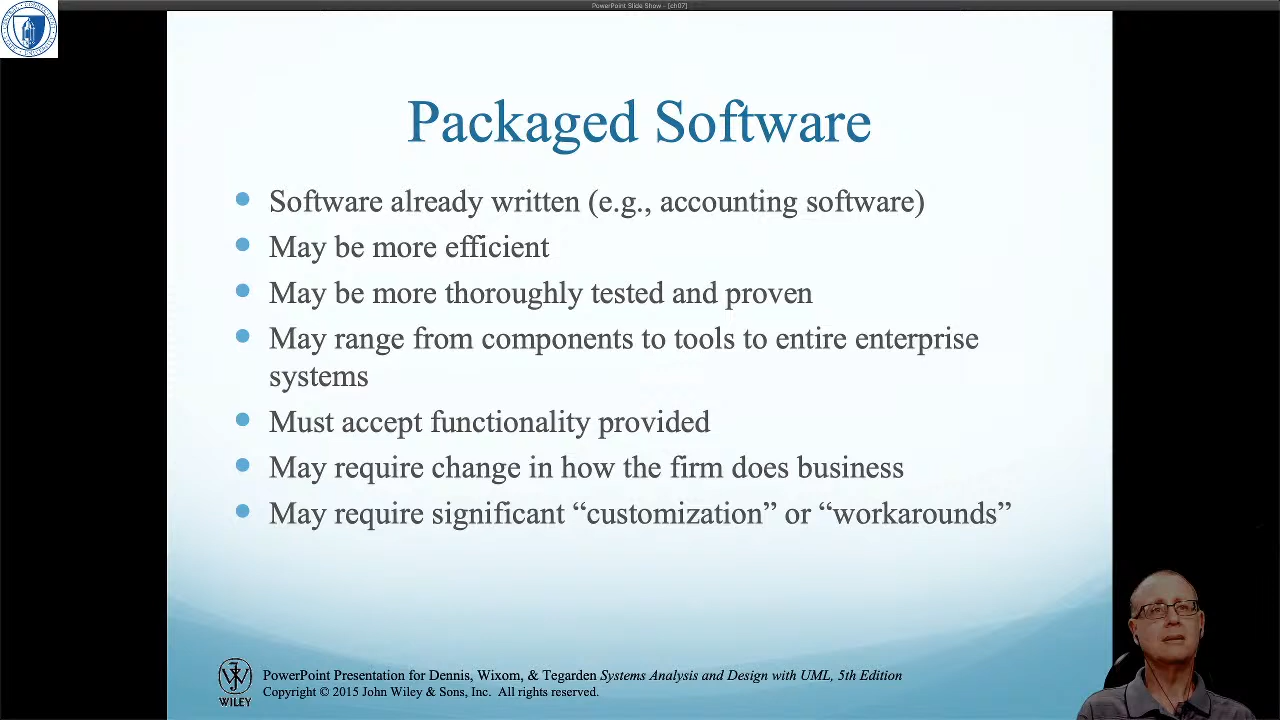 PowerPoint Slide Show - [ch07]
Packaged Software
Software already written (e.g., accounting software)
May be more efficient
May be more thoroughly tested and proven
May range from components to tools to entire enterprise
systems
Must accept functionality provided
May require change in how the firm does business
May require significant “customization” or “workarounds”
WILEY
PowerPoint Presentation for Dennis, Wixom, & Tegarden Systems Analysis and Design with UML, 5th Edition
Copyright © 2015 John Wiley & Sons, Inc. All rights reserved.